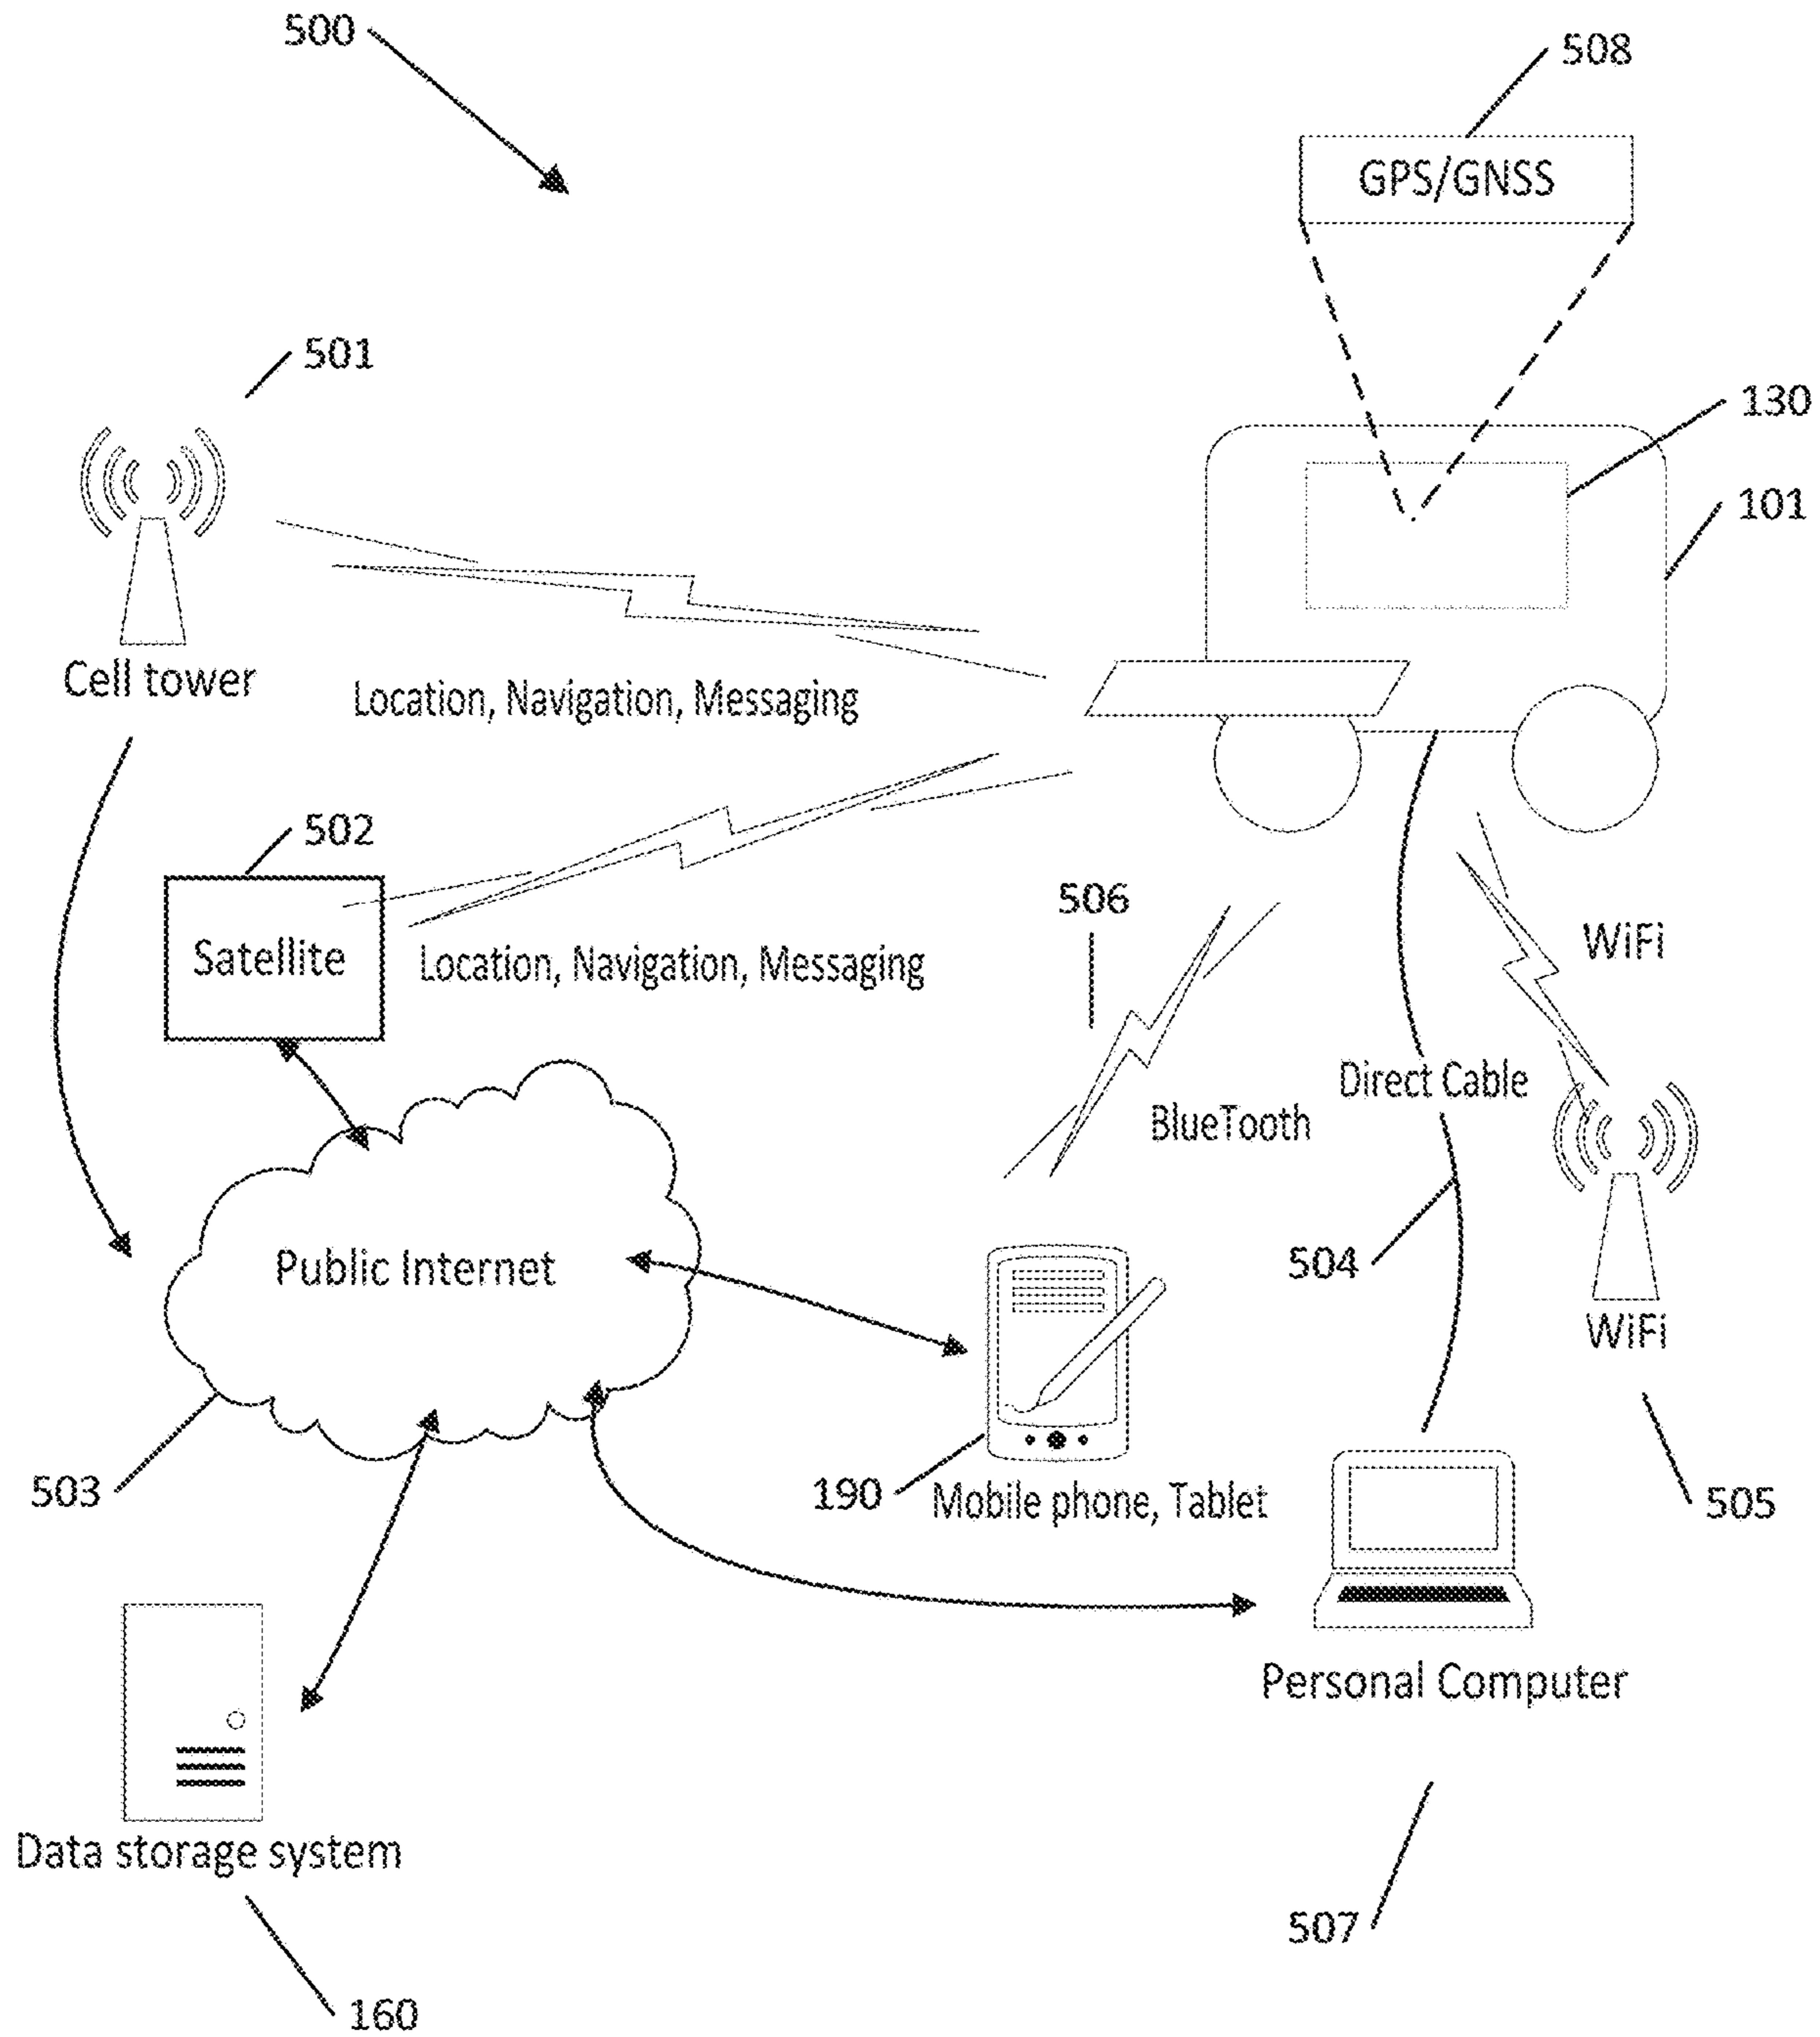 500
508
GPS/GNSS
501
130
101
Cell tower
Location, Navigation, Messaging
502
506
Satellite
Location, Navigation, Messaging
WiFi
Direct Cable
BlueTooth
Public Internet
504
WiFi
503
190
Mobile phone, Tablet
505
Personal Computer
Data storage system
507
160